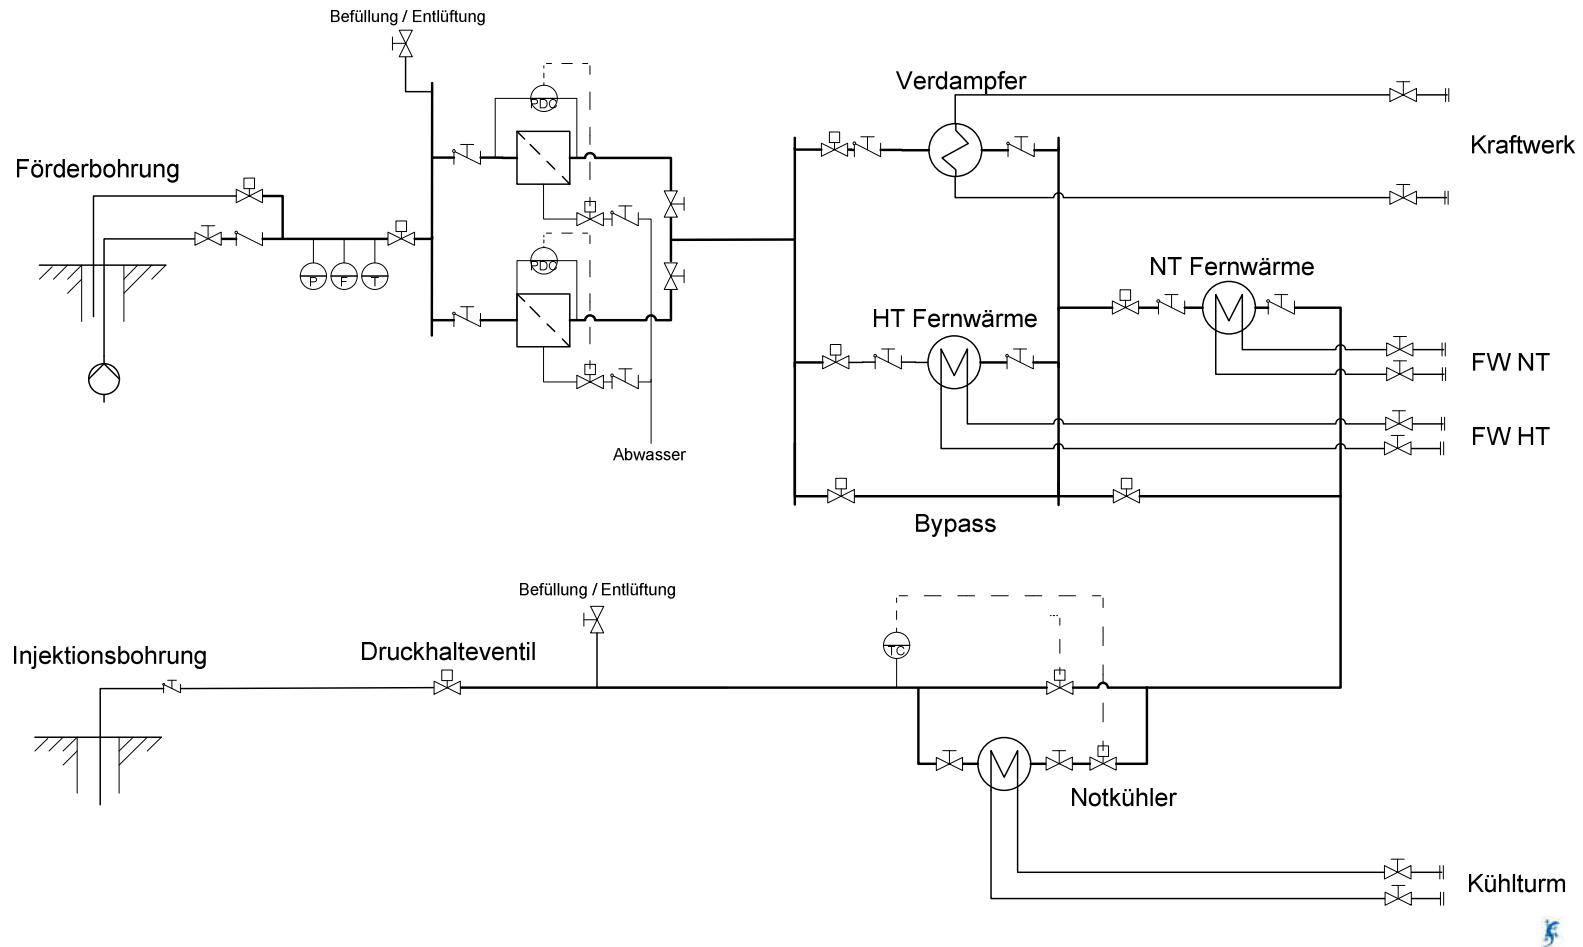 Befüllung / Entlüftung
Verdampfer
PDC
Kraftwerk
Förderbohrung
NT Fernwärme
PDC
P F T
HT Fernwärme
FW NT
FW HT
Abwasser
Bypass
Befüllung / Entlüftung
Injektionsbohrung
Druckhalteventil
TC
Notkühler
Kühlturm